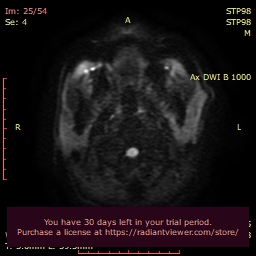 Im: 25/54
Se: 4
STP98
STP98
M
A
Ax DWI B 1000
R
L
You have 30 days left in your trial period.
Purchase a license at https://radiantviewer.com/store/